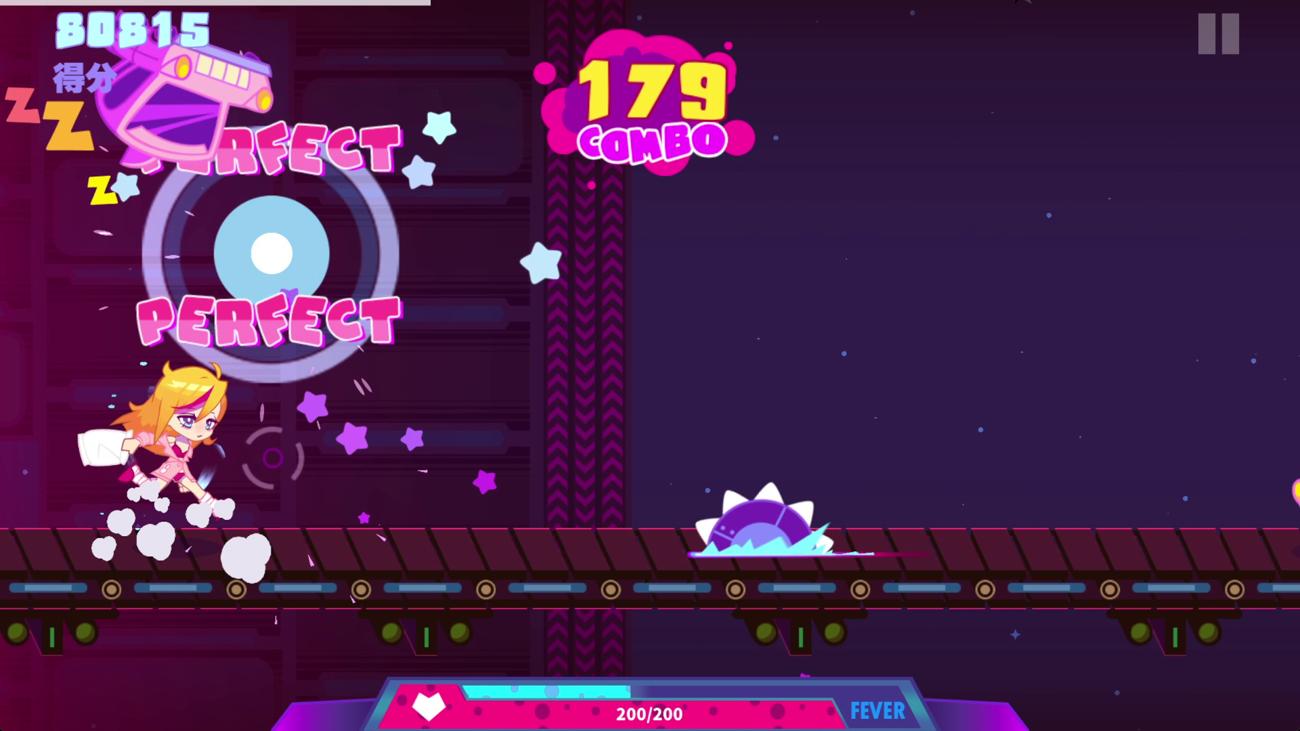 80815
得分
Z
Z
Z
179
COMBO
PERFECT
PERFECT
200/200
FEVER